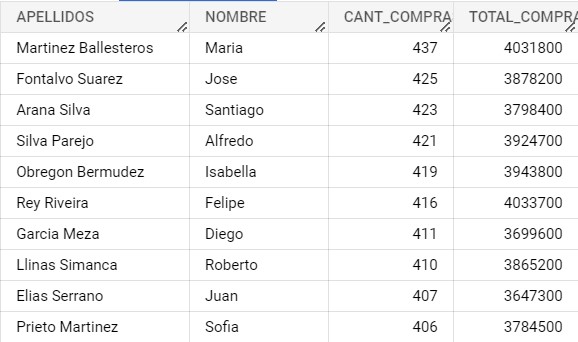 APELLIDOS NOMBRE CANT_COMPRA TOTAL_COMPRA
Martinez Ballesteros Maria 437 4031800
Fontalvo Suarez Jose 425 3878200
Arana Silva Santiago 423 3798400
Silva Parejo Alfredo 421 3924700
Obregon Bermudez Isabella 419 3943800
Rey Riveira Felipe 416 4033700
Garcia Meza Diego 411 3699600
Llinas Simanca Roberto 410 3865200
Elias Serrano Juan 407 3647300
Prieto Martinez Sofia 406 3784500